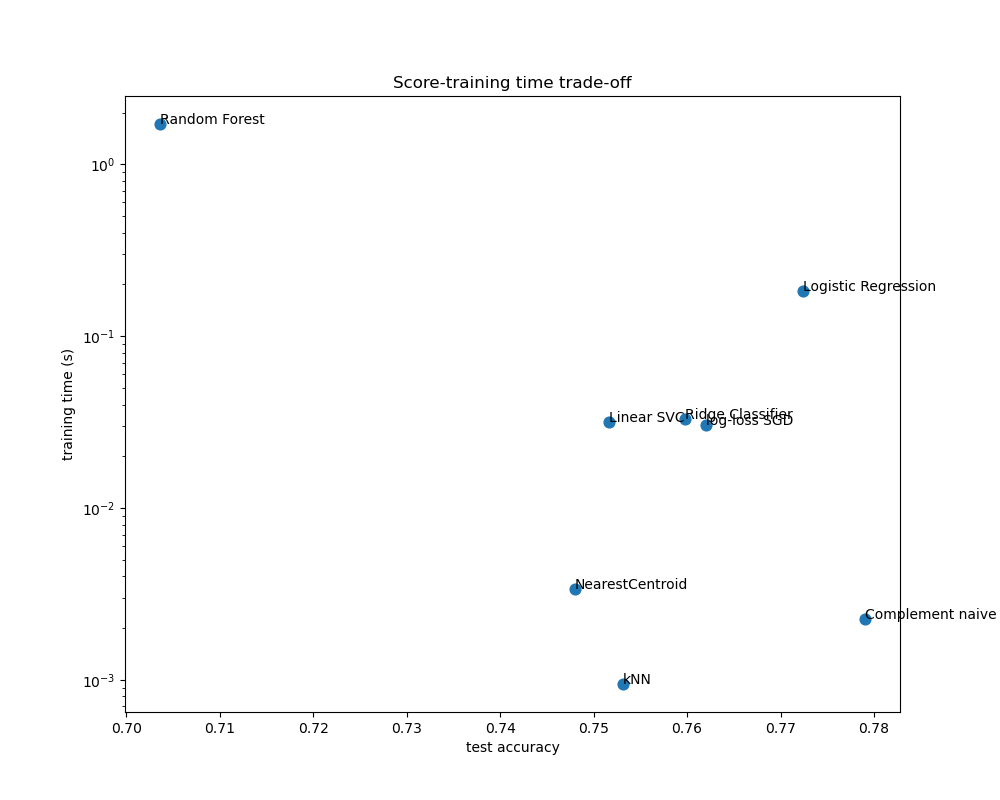 Score-training time trade-off
Random Forest
10⁰
Logistic Regression
10⁻¹
training time (s)
Linear SVC
Ridge Classifier
log-loss SGD
10⁻²
NearestCentroid
Complement naive
kNN
10⁻³
0.70 0.71 0.72 0.73 0.74 0.75 0.76 0.77 0.78
test accuracy